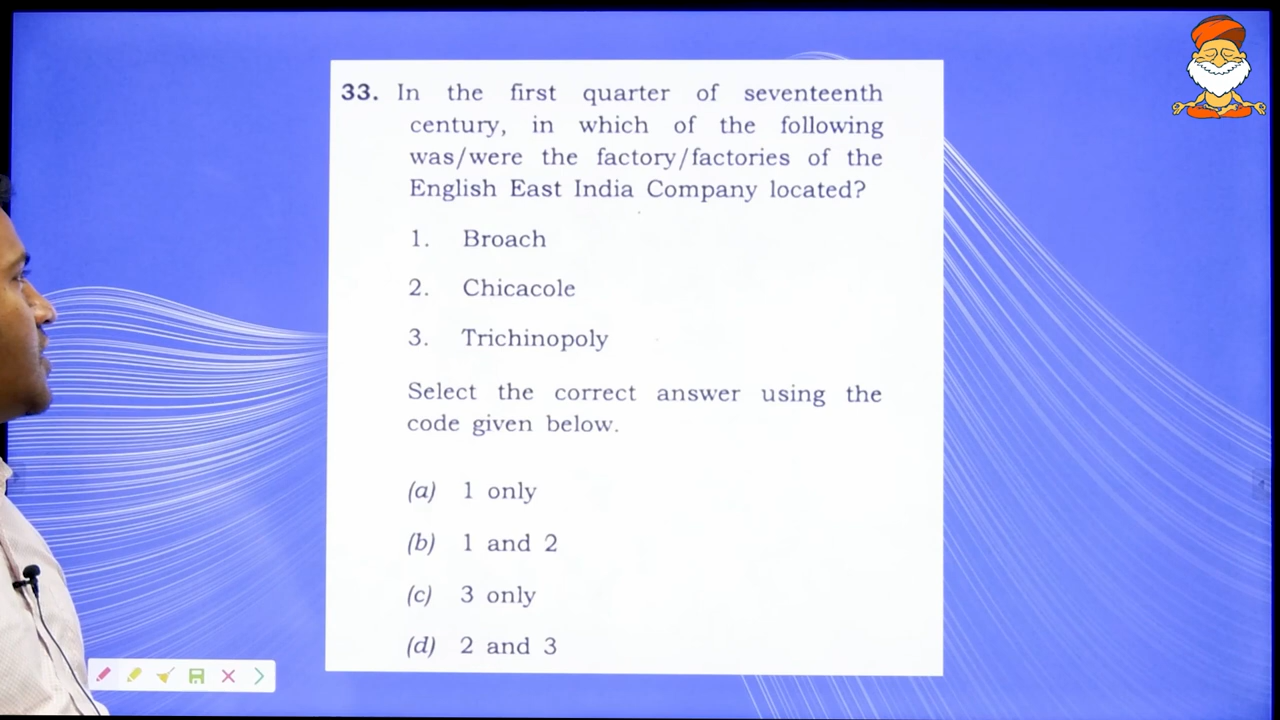 33. In the first quarter of seventeenth
century, in which of the following
was/were the factory/factories of the
English East India Company located?
1. Broach
2. Chicacole
3. Trichinopoly
Select the correct answer using the
code given below.
(a) 1 only
(b) 1 and 2
(c) 3 only
(d) 2 and 3